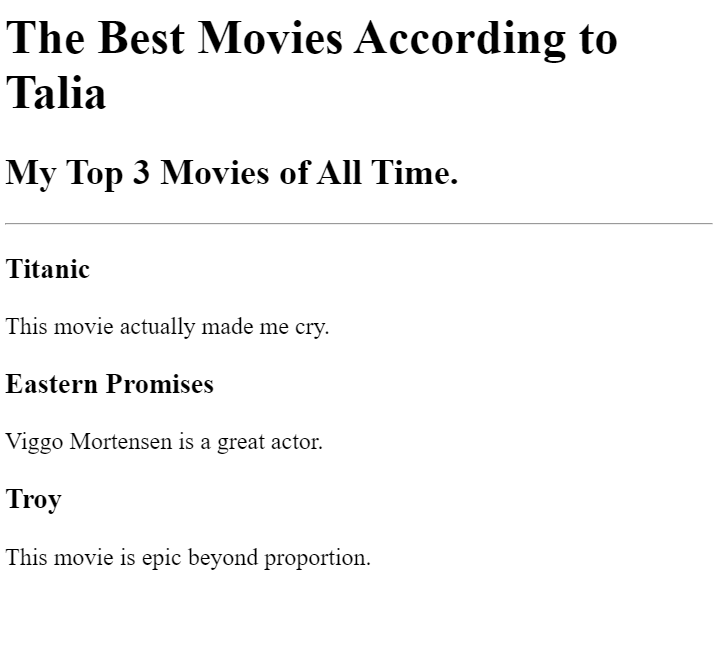 The Best Movies According to
Talia
My Top 3 Movies of All Time.
Titanic
This movie actually made me cry.
Eastern Promises
Viggo Mortensen is a great actor.
Troy
This movie is epic beyond proportion.